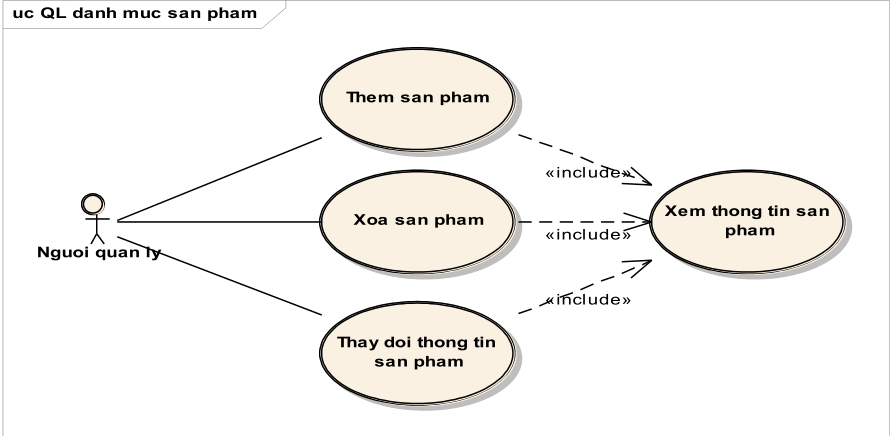 uc QL danh muc san pham
Them san pham
«include»
Xoa san pham
Xem thong tin san
pham
«include»
Nguoi quan ly
«include»
Thay doi thong tin
san pham